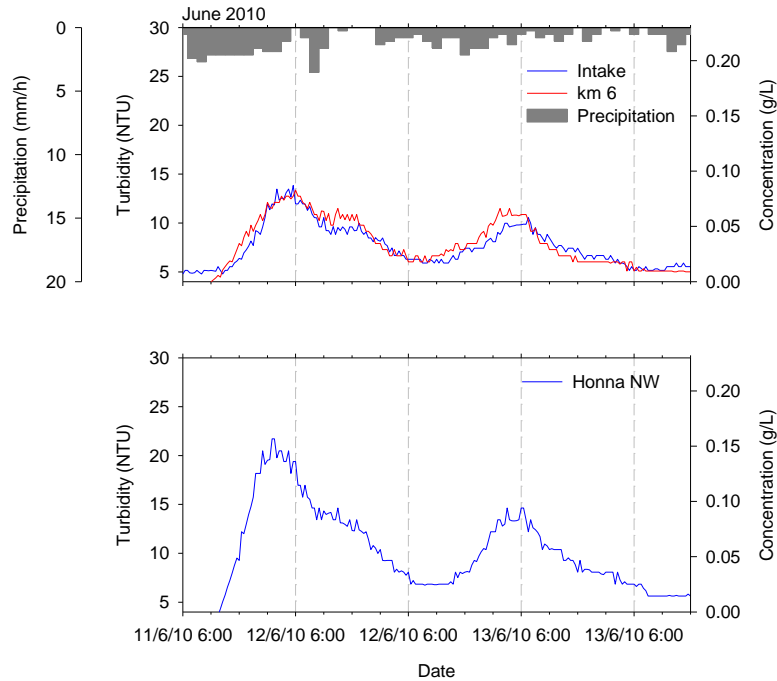 June 2010
0
5
10
15
20
Precipitation (mm/h)
30
25
20
15
10
5
Turbidity (NTU)
Intake
km 6
Precipitation
0.20
0.15
0.10
0.05
0.00
Concentration (g/L)
30
25
20
15
10
5
Turbidity (NTU)
Honna NW
0.20
0.15
0.10
0.05
0.00
Concentration (g/L)
11/6/10 6:00 12/6/10 6:00 12/6/10 6:00 13/6/10 6:00 13/6/10 6:00
Date